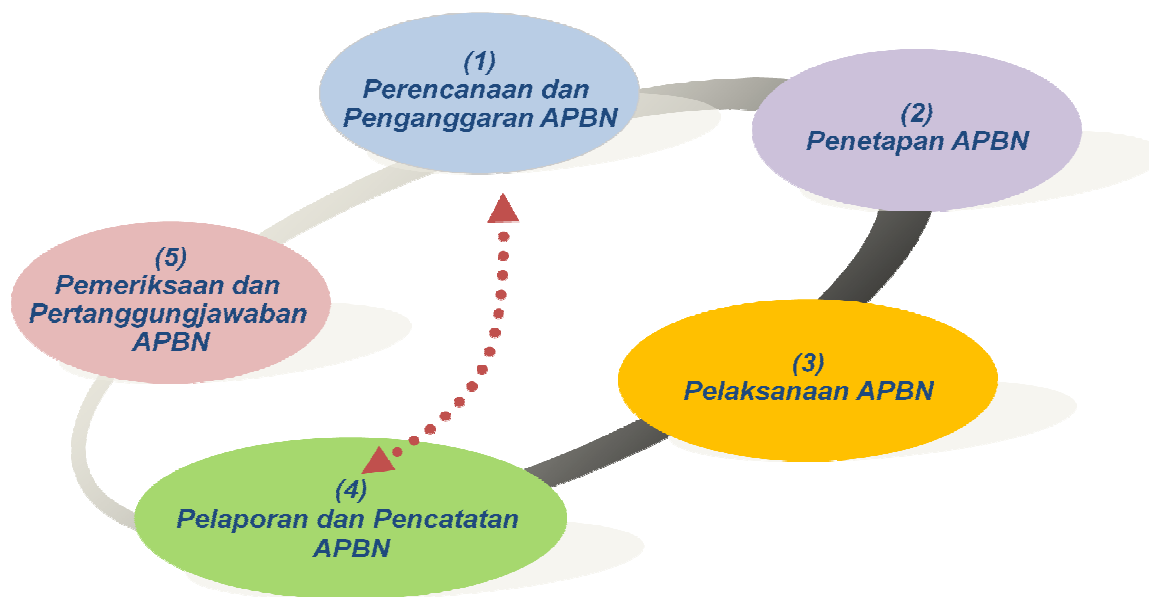 (1)
Perencanaan dan
Penganggaran APBN
(2)
Penetapan APBN
(3)
Pelaksanaan APBN
(4)
Pelaporan dan Pencatatan
APBN
(5)
Pemeriksaan dan
Pertanggungjawaban
APBN